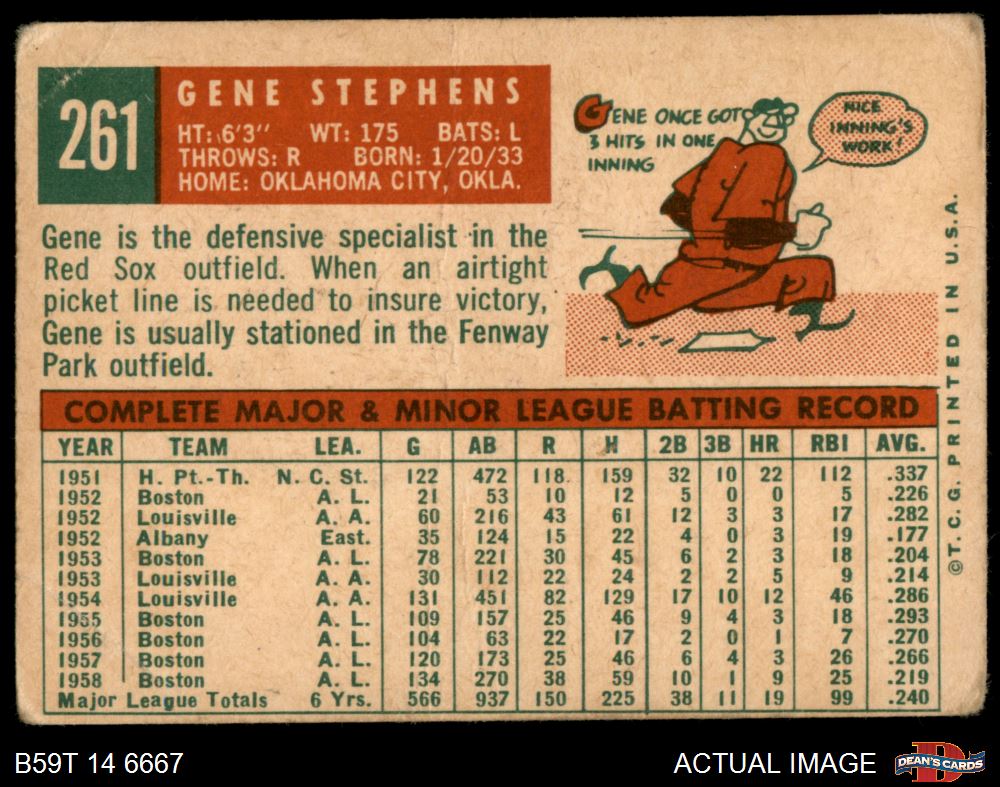 261
GENE STEPHENS
HT: 6'3" WT: 175 BATS: L
THROWS: R BORN: 1/20/33
HOME: OKLAHOMA CITY, OKLA.
GENE ONCE GOT
3 HITS IN ONE
INNING
NICE
INNING'S
WORK!
Gene is the defensive specialist in the
Red Sox outfield. When an airtight
picket line is needed to insure victory,
Gene is usually stationed in the Fenway
Park outfield.
COMPLETE MAJOR & MINOR LEAGUE BATTING RECORD
YEAR TEAM LEA. G AB R H 2B 3B HR RBI AVG.
1951 H. Pt.-Th. N. C. St. 122 472 118 159 32 10 22 112 .337
1952 Boston A. L. 21 53 10 12 5 0 0 5 .226
1952 Louisville A. A. 60 216 43 61 12 3 3 17 .282
1952 Albany East. 35 124 15 22 4 0 3 19 .177
1953 Boston A. L. 78 221 30 45 6 2 3 18 .204
1953 Louisville A. A. 30 112 22 24 2 2 5 9 .214
1954 Louisville A. A. 131 451 82 129 17 10 12 46 .286
1955 Boston A. L. 109 157 25 46 9 4 3 18 .293
1956 Boston A. L. 104 63 22 17 2 0 1 7 .270
1957 Boston A. L. 120 173 25 46 6 4 3 26 .266
1958 Boston A. L. 134 270 38 59 10 1 9 25 .219
Major League Totals 6 Yrs. 566 937 150 225 38 11 19 99 .240
©T. C. G. PRINTED IN U. S. A.
B59T 14 6667
ACTUAL IMAGE
D
DEAN'S CARDS